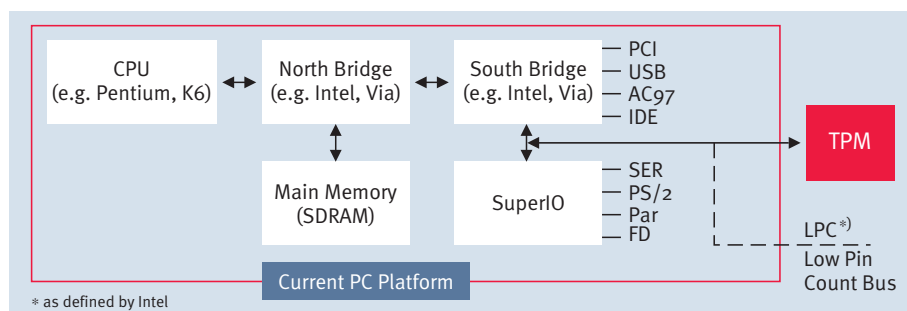 CPU
(e.g. Pentium, K6)
North Bridge
(e.g. Intel, Via)
South Bridge
(e.g. Intel, Via)
PCI
USB
AC97
IDE
TPM
Main Memory
(SDRAM)
SuperIO
SER
PS/2
Par
FD
LPC*)
Low Pin
Count Bus
Current PC Platform
* as defined by Intel